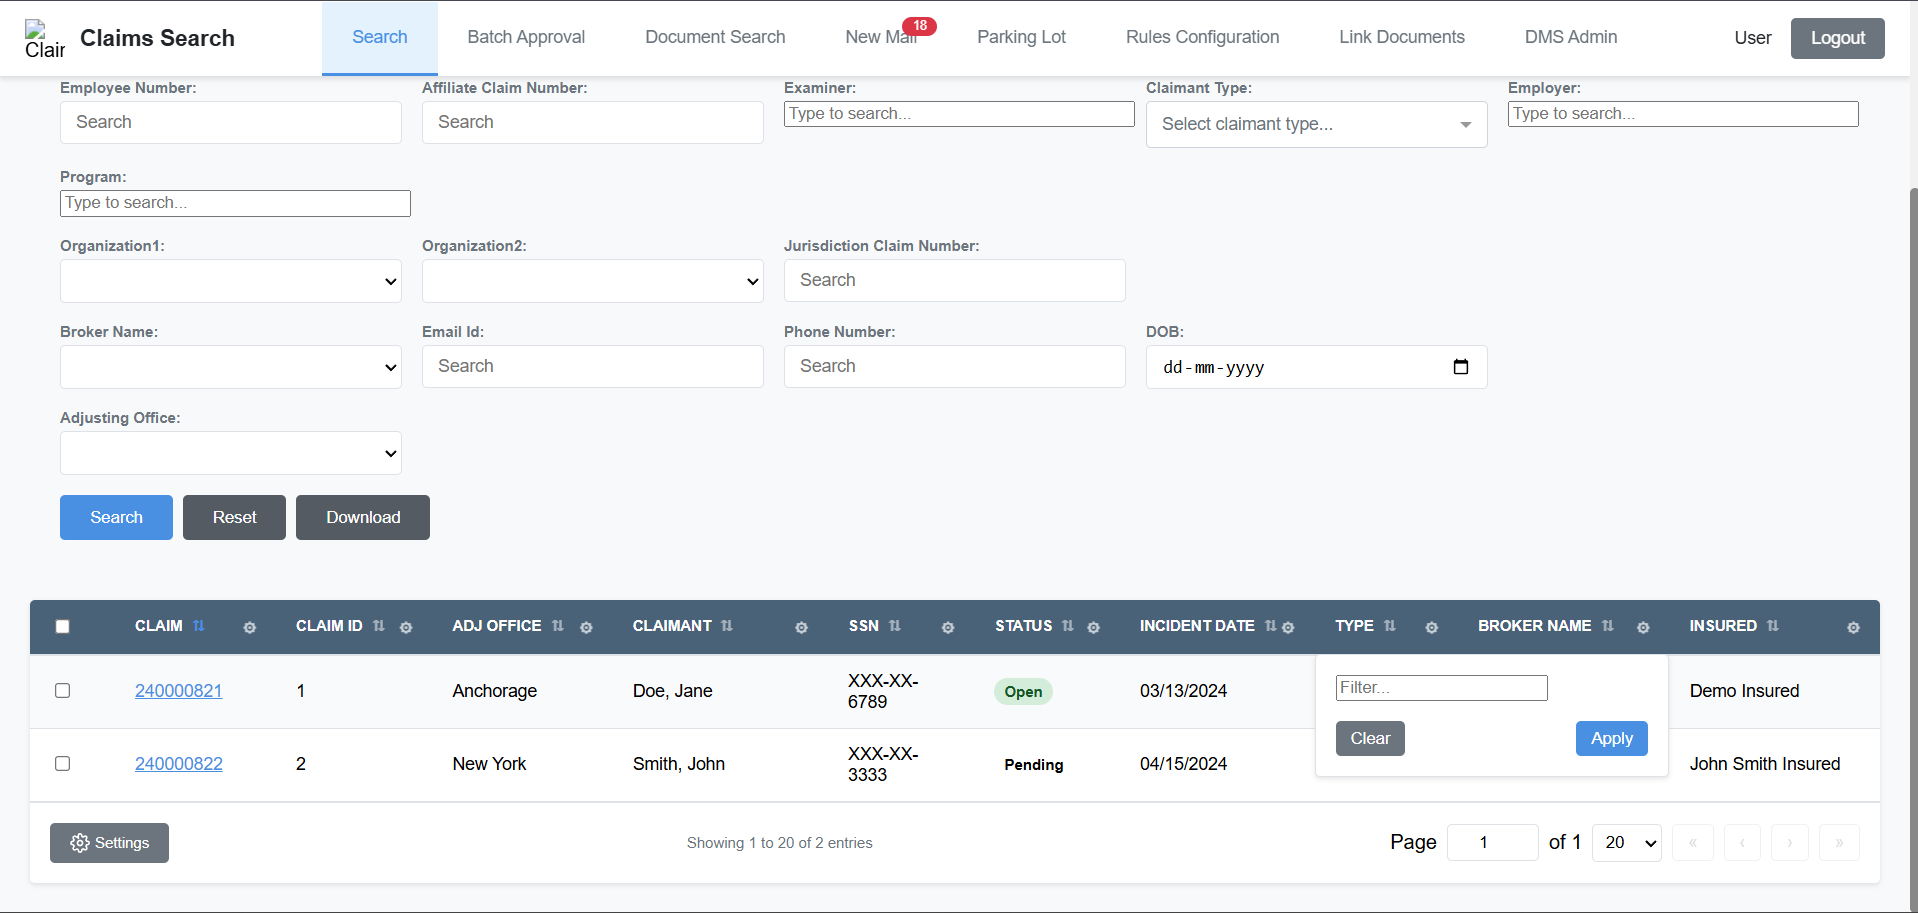 Clair
Claims Search
Search
Batch Approval
Document Search
New Mail
18
Parking Lot
Rules Configuration
Link Documents
DMS Admin
User
Logout
Employee Number:
Affiliate Claim Number:
Examiner:
Claimant Type:
Employer:
Search
Search
Type to search...
Select claimant type...
Type to search...
Program:
Type to search...
Organization1:
Organization2:
Jurisdiction Claim Number:
Search
Broker Name:
Email Id:
Phone Number:
DOB:
Search
Search
dd-mm-yyyy
Adjusting Office:
Search
Reset
Download
CLAIM
CLAIM ID
ADJ OFFICE
CLAIMANT
SSN
STATUS
INCIDENT DATE
TYPE
BROKER NAME
INSURED
240000821
1
Anchorage
Doe, Jane
XXX-XX-
6789
Open
03/13/2024
Demo Insured
Filter...
Clear
Apply
240000822
2
New York
Smith, John
XXX-XX-
3333
Pending
04/15/2024
John Smith Insured
Settings
Showing 1 to 20 of 2 entries
Page
1
of 1
20
«
‹
›
»